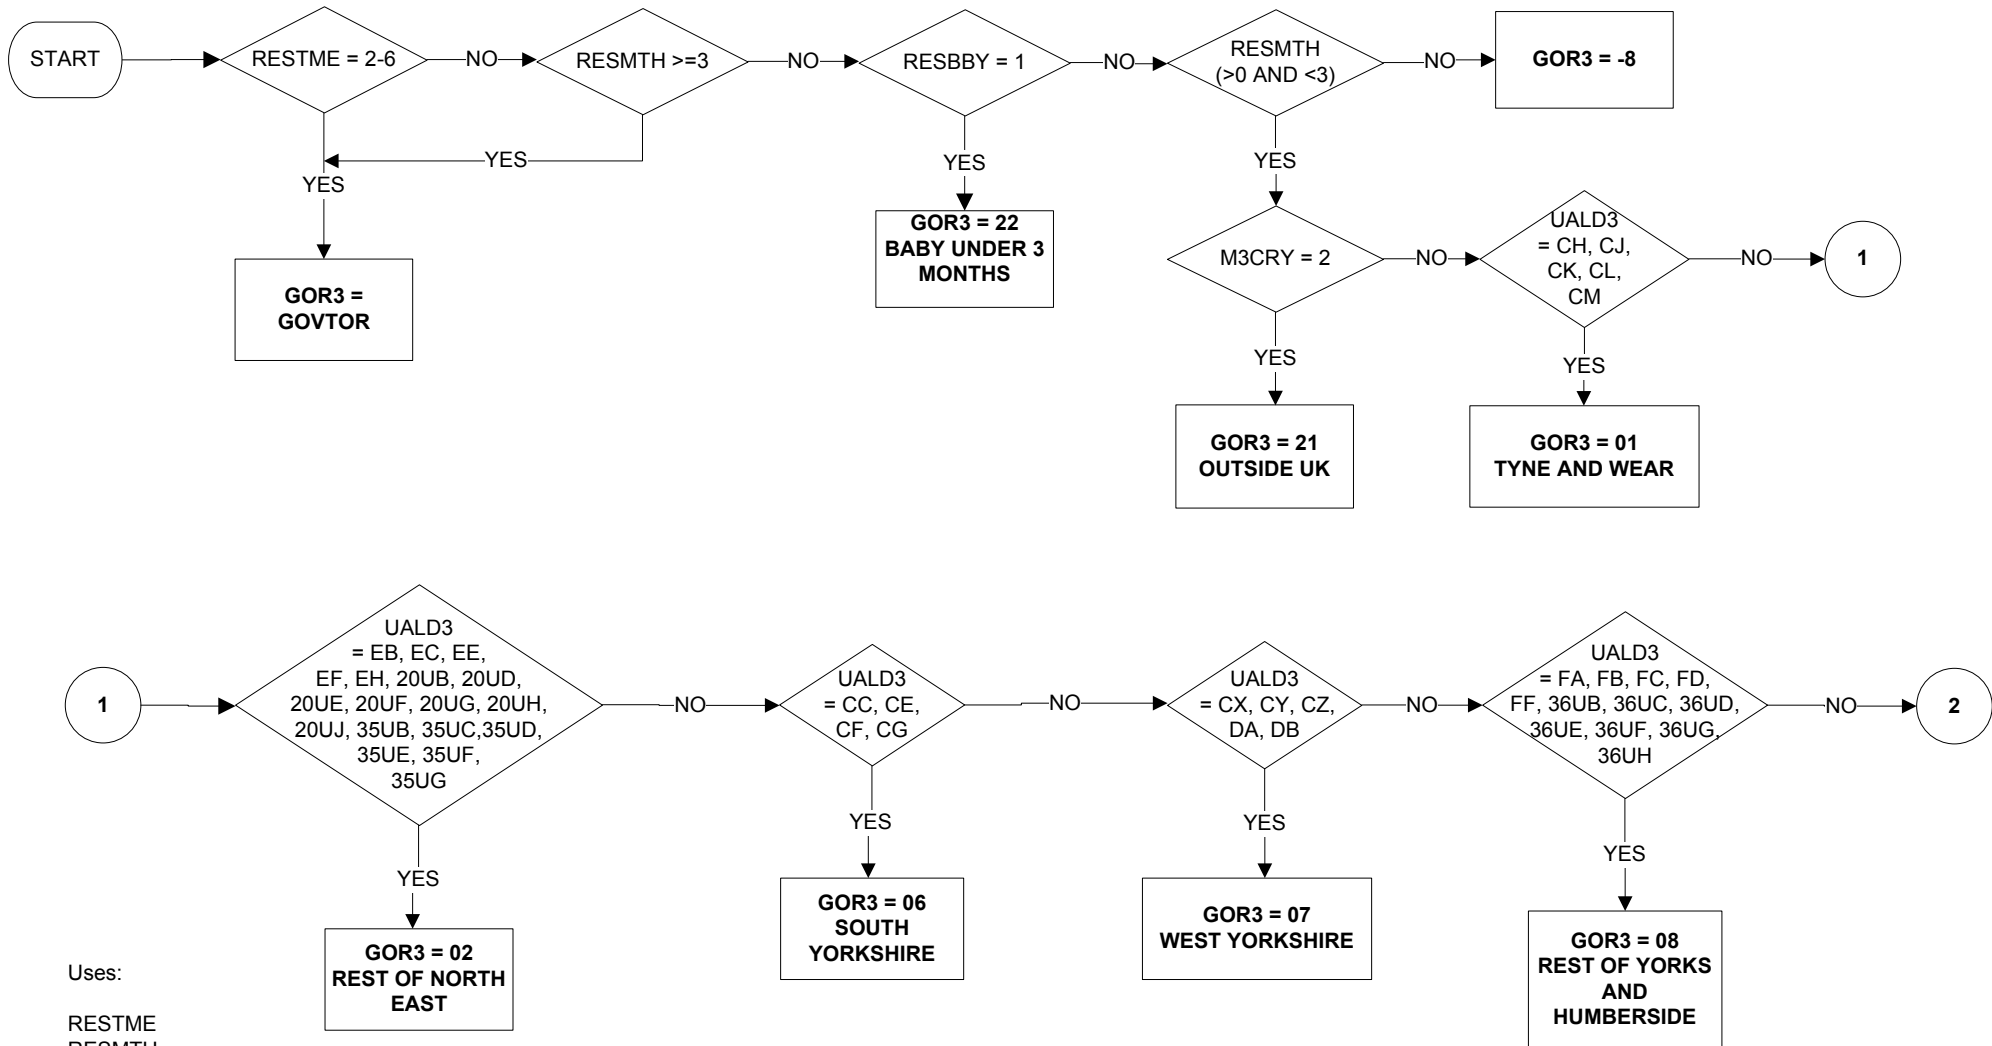 START
RESTME = 2-6
NO
RESMTH >=3
NO
RESBBY = 1
NO
RESMTH
(>0 AND <3)
NO
GOR3 = -8
YES
YES
YES
YES
GOR3 =
GOVTOR
GOR3 = 22
BABY UNDER 3
MONTHS
M3CRY = 2
NO
UALD3
= CH, CJ,
CK, CL,
CM
NO
1
YES
YES
GOR3 = 21
OUTSIDE UK
GOR3 = 01
TYNE AND WEAR
1
UALD3
= EB, EC, EE,
EF, EH, 20UB, 20UD,
20UE, 20UF, 20UG, 20UH,
20UJ, 35UB, 35UC,35UD,
35UE, 35UF,
35UG
NO
UALD3
= CC, CE,
CF, CG
NO
UALD3
= CX, CY, CZ,
DA, DB
NO
UALD3
= FA, FB, FC, FD,
FF, 36UB, 36UC, 36UD,
36UE, 36UF, 36UG,
36UH
NO
2
YES
YES
YES
YES
GOR3 = 02
REST OF NORTH
EAST
GOR3 = 06
SOUTH
YORKSHIRE
GOR3 = 07
WEST YORKSHIRE
GOR3 = 08
REST OF YORKS
AND
HUMBERSIDE
Uses:
RESTME
RESMTH